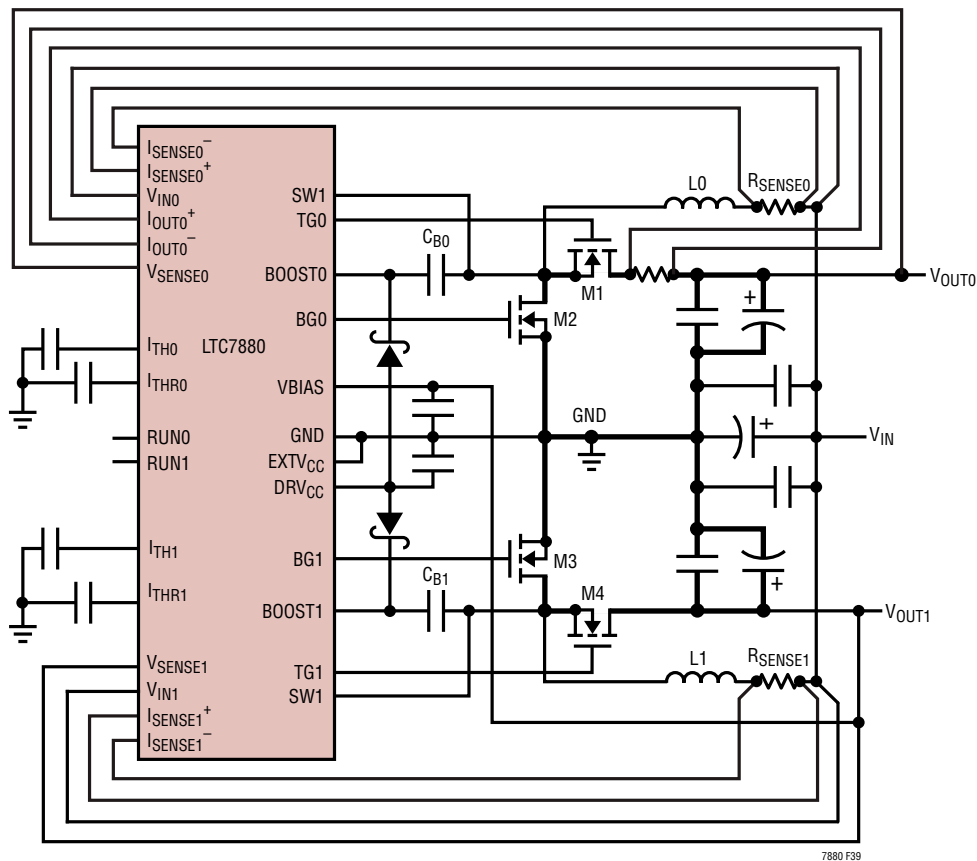 ISENSE0–
ISENSE0+
VIN0
IOUT0+
IOUT0–
VSENSE0
ITH0
ITHR0
RUN0
RUN1
ITH1
ITHR1
VSENSE1
VIN1
ISENSE1+
ISENSE1–
LTC7880
SW1
TG0
BOOST0
BG0
VBIAS
GND
EXTVCC
DRVCC
BG1
BOOST1
TG1
SW1
CB0
CB1
L0
RSENSE0
M1
M2
GND
M3
M4
L1
RSENSE1
+
+
+
VOUT0
VIN
VOUT1
7880 F39